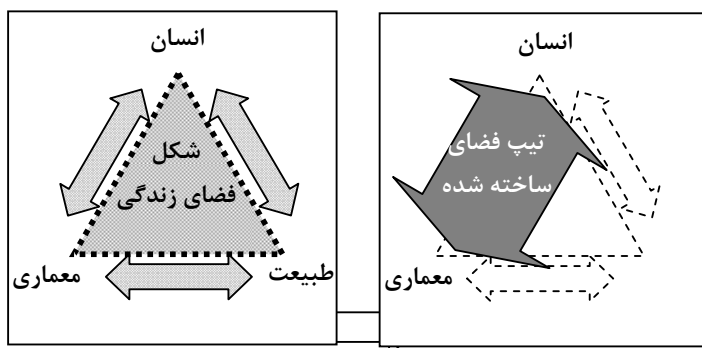 انسان
تیپ فضای
ساخته شده
معماری
انسان
شکل
فضای زندگی
معماری
طبیعت